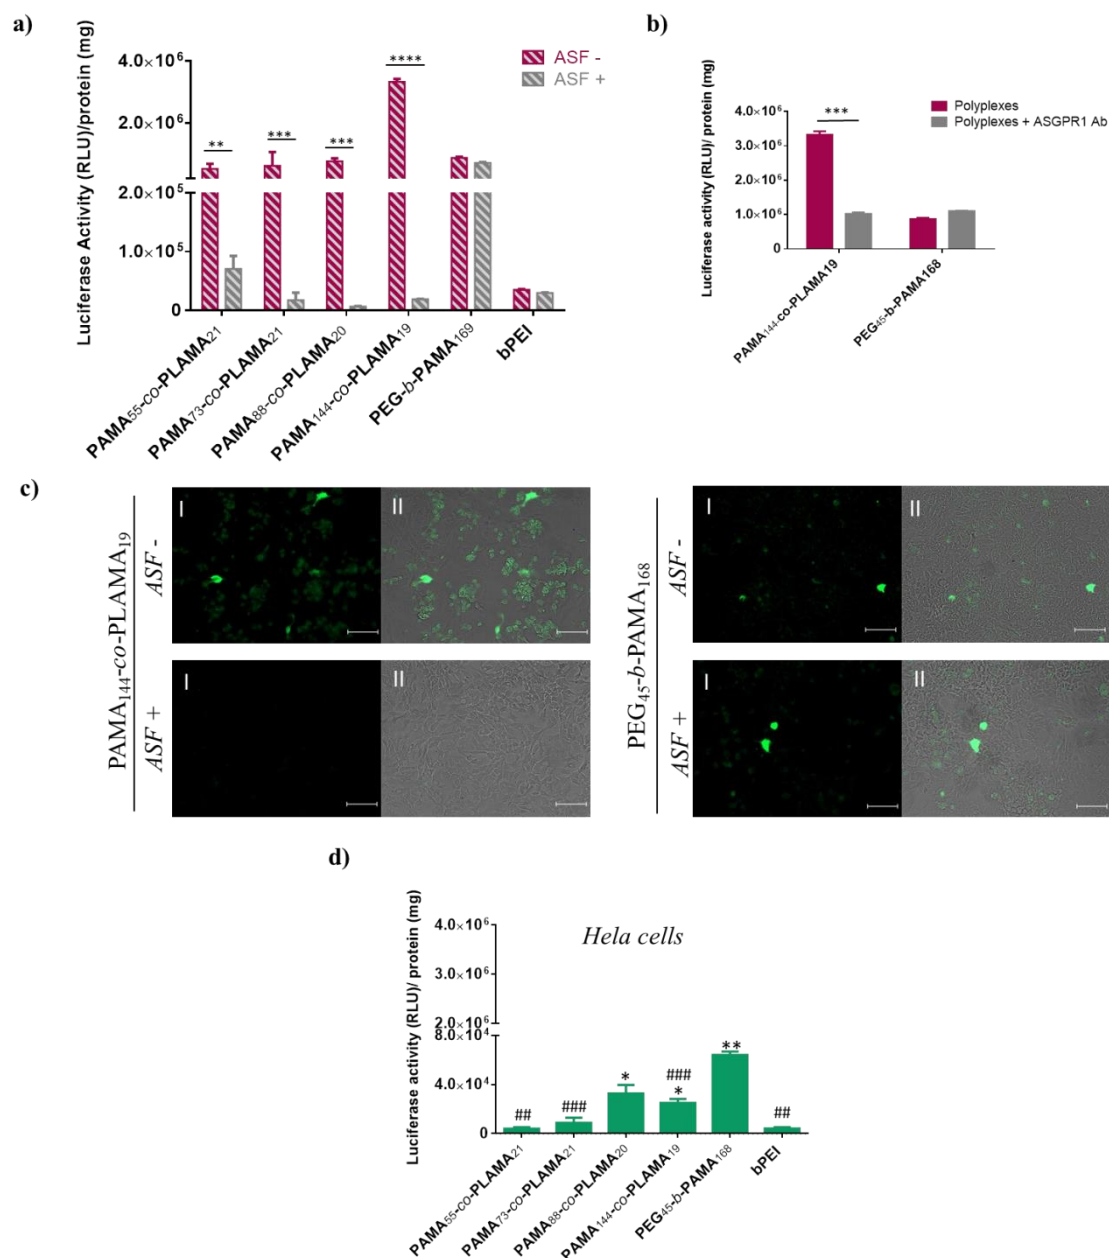 a)
Luciferase Activity (RLU)/protein (mg)
4.0×10⁶
2.0×10⁶
2.0×10⁵
1.0×10⁵
0
**
***
***
****
ASF -
ASF +
PAMA₅₅-co-PLAMA₂₁
PAMA₇₃-co-PLAMA₂₁
PAMA₈₈-co-PLAMA₂₀
PAMA₁₄₄-co-PLAMA₁₉
PEG-b-PAMA₁₆₉
bPEI
b)
Luciferase activity (RLU)/ protein (mg)
4.0×10⁶
3.0×10⁶
2.0×10⁶
1.0×10⁶
0
***
Polyplexes
Polyplexes + ASGPR1 Ab
PAMA₁₄₄-co-PLAMA19
PEG₄₅-b-PAMA168
c)
PAMA₁₄₄-co-PLAMA₁₉
ASF -
I
II
ASF +
I
II
PEG₄₅-b-PAMA₁₆₈
ASF -
I
II
ASF +
I
II
d)
Luciferase activity (RLU)/ protein (mg)
4.0×10⁶
3.0×10⁶
2.0×10⁶
8.0×10⁴
4.0×10⁴
0
Hela cells
##
###
*
###
*
**
##
PAMA₅₅-co-PLAMA₂₁
PAMA₇₃-co-PLAMA₂₁
PAMA₈₈-co-PLAMA₂₀
PAMA₁₄₄-co-PLAMA₁₉
PEG₄₅-b-PAMA₁₆₈
bPEI